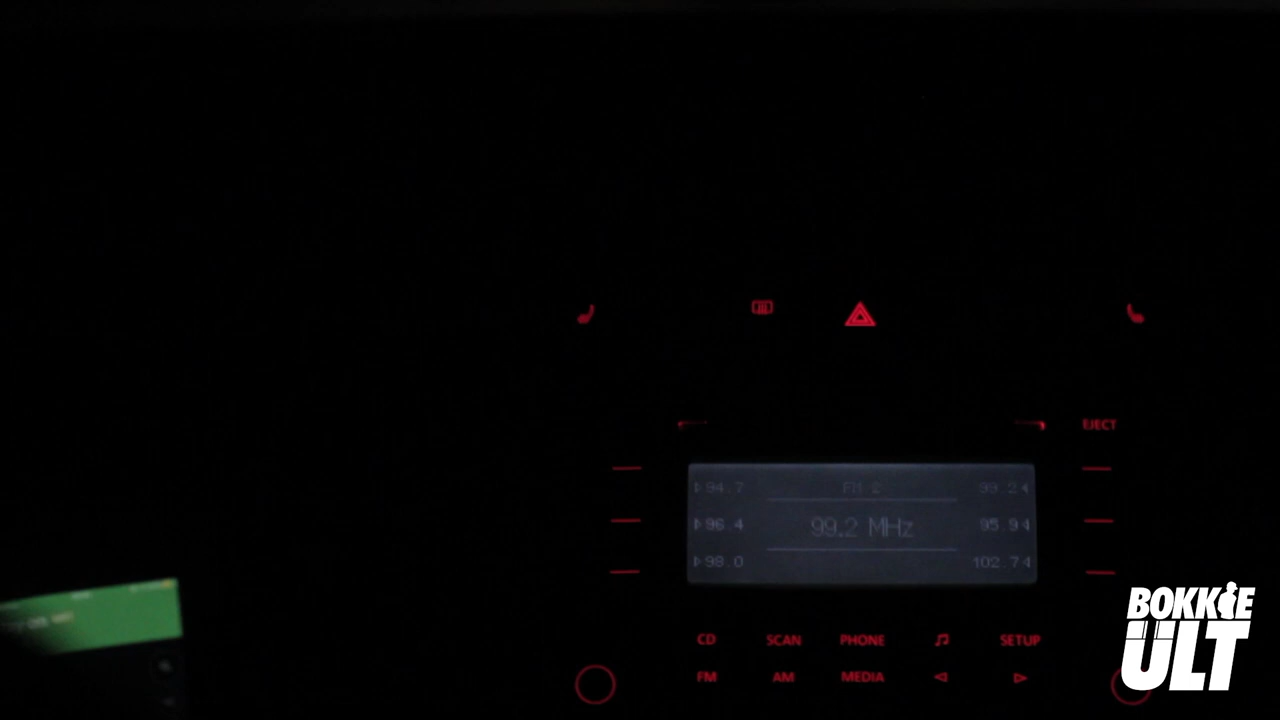 EJECT
94.7 FM 2 99.2
96.4 99.2 MHz 95.9
98.0 102.7
CD SCAN PHONE SETUP
FM AM MEDIA
BOKKIE
ULT